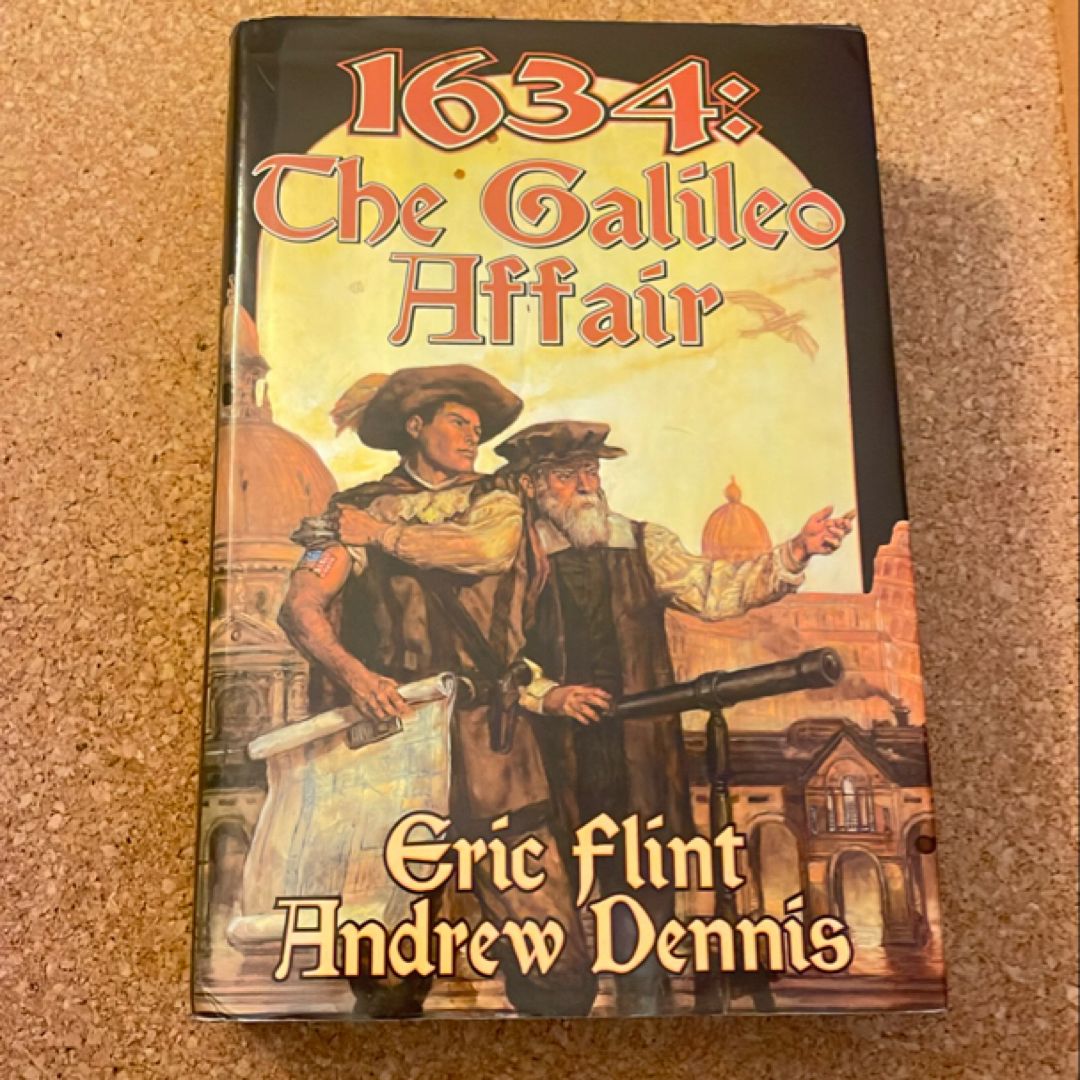 1634:
The Galileo
Affair
Eric Flint
Andrew Dennis